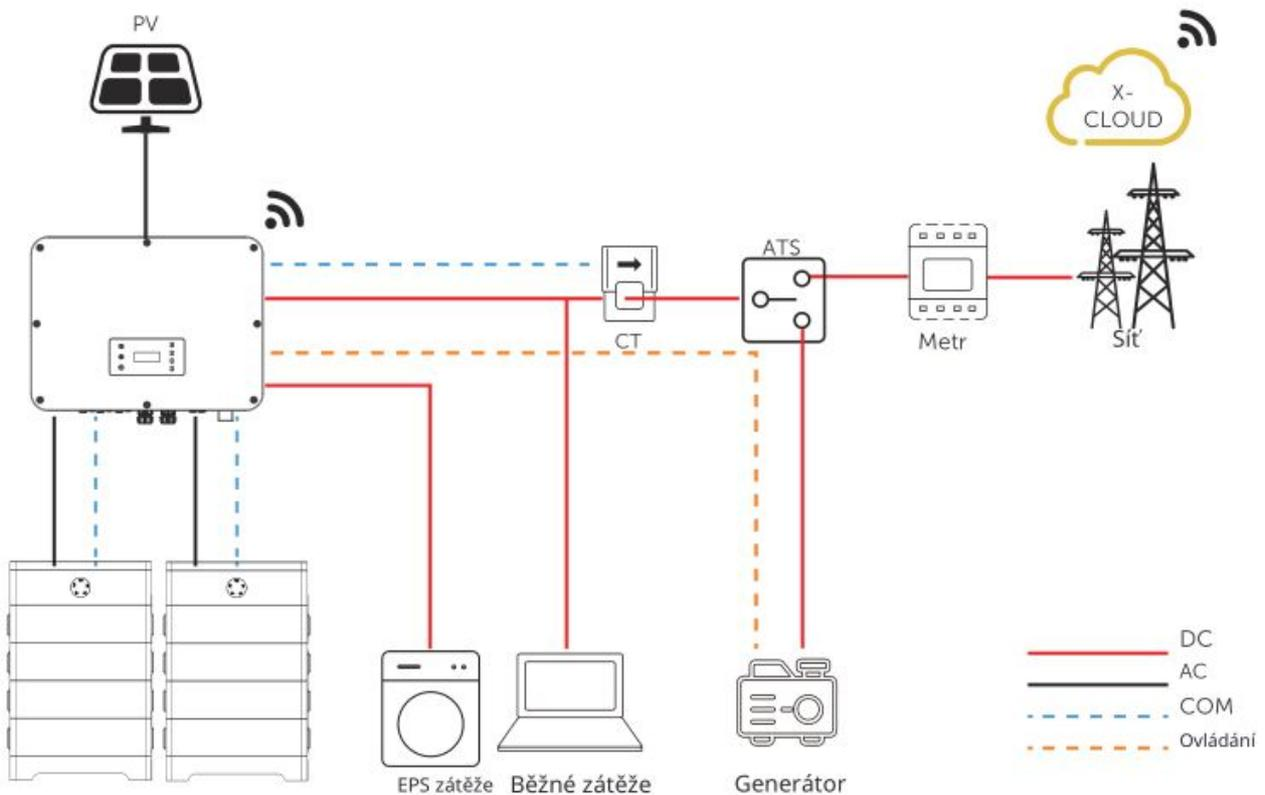 PV
X-
CLOUD
ATS
CT
Metr
Síť
DC
AC
COM
Ovládání
EPS zátěže
Běžné zátěže
Generátor